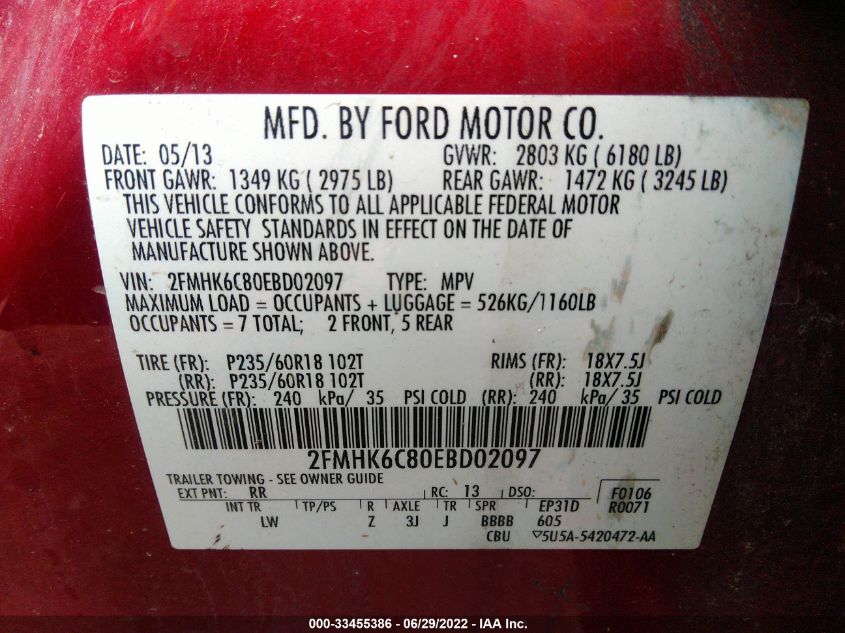 MFD. BY FORD MOTOR CO.
DATE: 05/13 GVWR: 2803 KG ( 6180 LB)
FRONT GAWR: 1349 KG ( 2975 LB) REAR GAWR: 1472 KG ( 3245 LB)
THIS VEHICLE CONFORMS TO ALL APPLICABLE FEDERAL MOTOR
VEHICLE SAFETY STANDARDS IN EFFECT ON THE DATE OF
MANUFACTURE SHOWN ABOVE.
VIN: 2FMHK6C80EBD02097 TYPE: MPV
MAXIMUM LOAD = OCCUPANTS + LUGGAGE = 526KG/1160LB
OCCUPANTS = 7 TOTAL; 2 FRONT, 5 REAR
TIRE (FR): P235/60R18 102T RIMS (FR): 18X7.5J
(RR): P235/60R18 102T (RR): 18X7.5J
PRESSURE (FR): 240 kPa/ 35 PSI COLD (RR): 240 kPa/ 35 PSI COLD
2FMHK6C80EBD02097
TRAILER TOWING - SEE OWNER GUIDE
EXT PNT: RR RC: 13 DSO: F0106
INT TR TP/PS R AXLE TR SPR EP31D R0071
LW Z 3J J BBBB 605
CBU ▽5U5A-5420472-AA
000-33455386 - 06/29/2022 - IAA Inc.